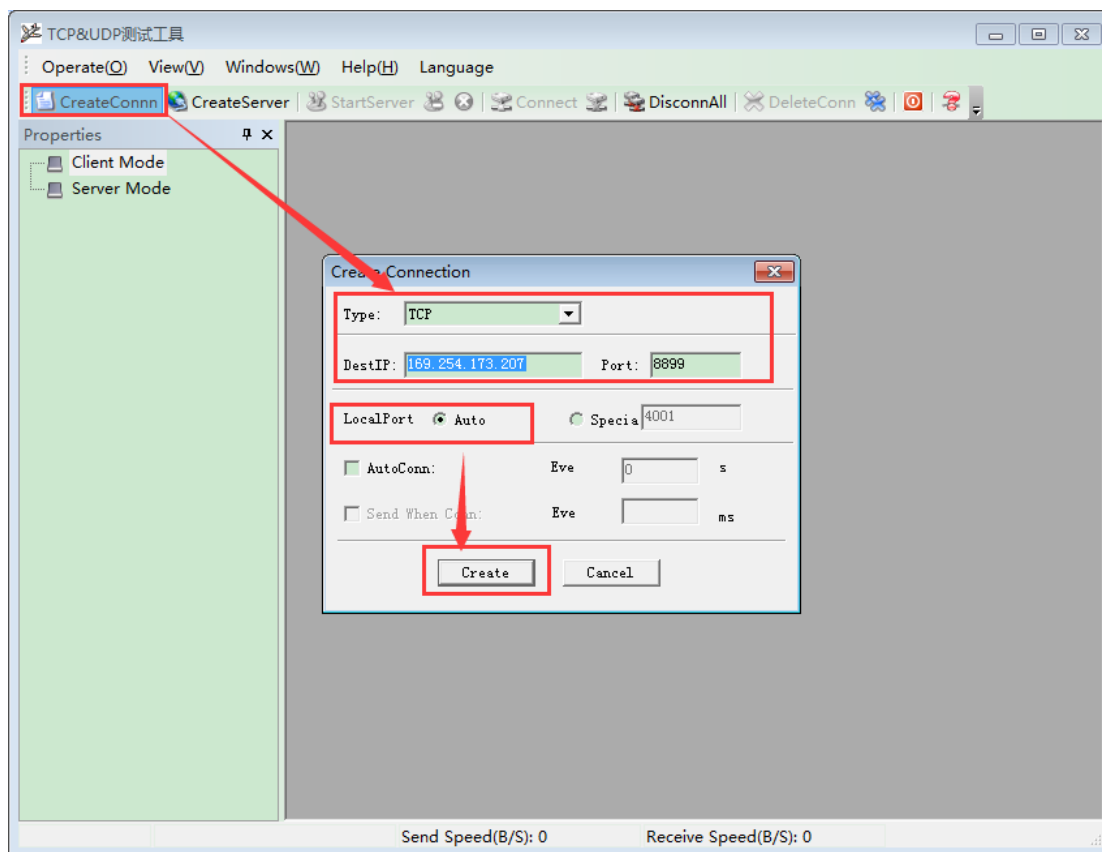 TCP&UDP测试工具
Operate(O) View(V) Windows(W) Help(H) Language
CreateConnn CreateServer StartServer Connect DisconnAll DeleteConn
Properties
Client Mode
Server Mode
Create Connection
Type: TCP
DestIP: 169.254.173.207 Port: 8899
LocalPort Auto Specia 4001
AutoConn: Eve 0 s
Send When Conn: Eve ms
Create Cancel
Send Speed(B/S): 0 Receive Speed(B/S): 0